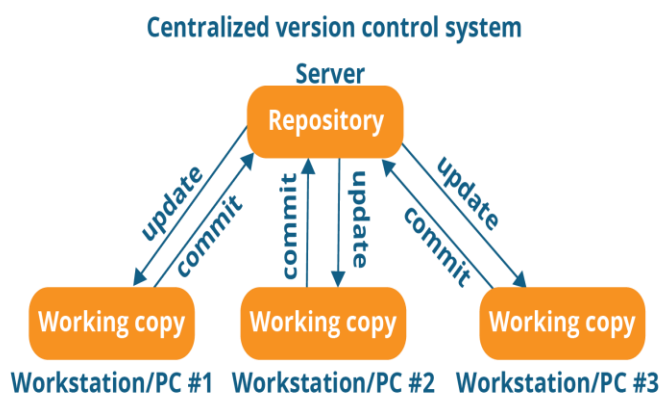 Centralized version control system
Server
Repository
update
commit
commit
update
commit
update
Working copy
Working copy
Working copy
Workstation/PC #1
Workstation/PC #2
Workstation/PC #3